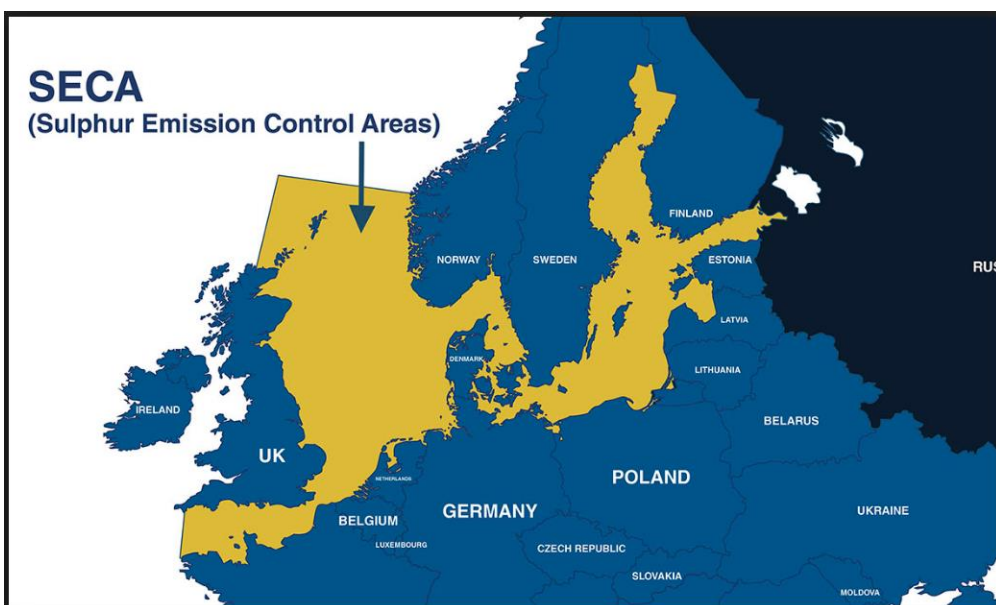 SECA
(Sulphur Emission Control Areas)
FINLAND
NORWAY
SWEDEN
ESTONIA
RUS
LATVIA
DENMARK
LITHUANIA
IRELAND
BELARUS
UK
NETHERLANDS
POLAND
GERMANY
UKRAINE
BELGIUM
LUXEMBOURG
CZECH REPUBLIC
SLOVAKIA
MOLDOVA